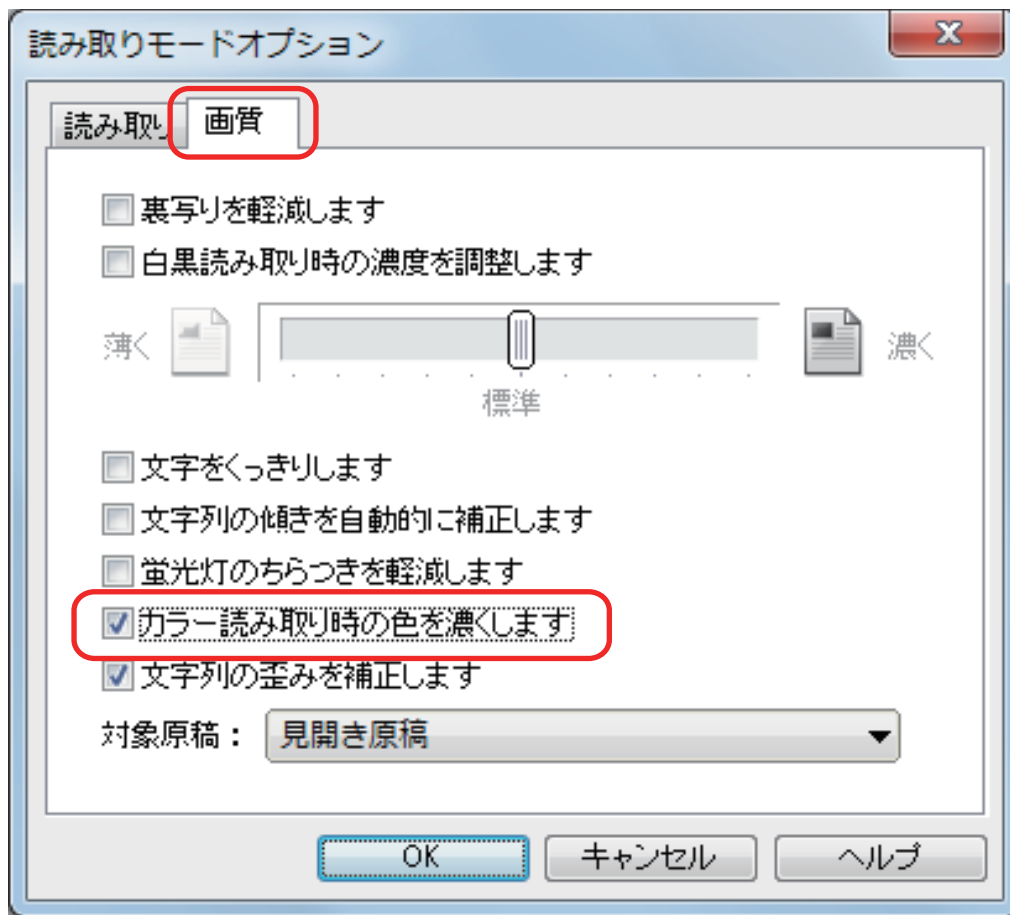 読み取りモードオプション
読み取り 画質
裏写りを軽減します
白黒読み取り時の濃度を調整します
薄く 濃く
標準
文字をくっきりします
文字列の傾きを自動的に補正します
蛍光灯のちらつきを軽減します
カラー読み取り時の色を濃くします
文字列の歪みを補正します
対象原稿： 見開き原稿
OK キャンセル ヘルプ